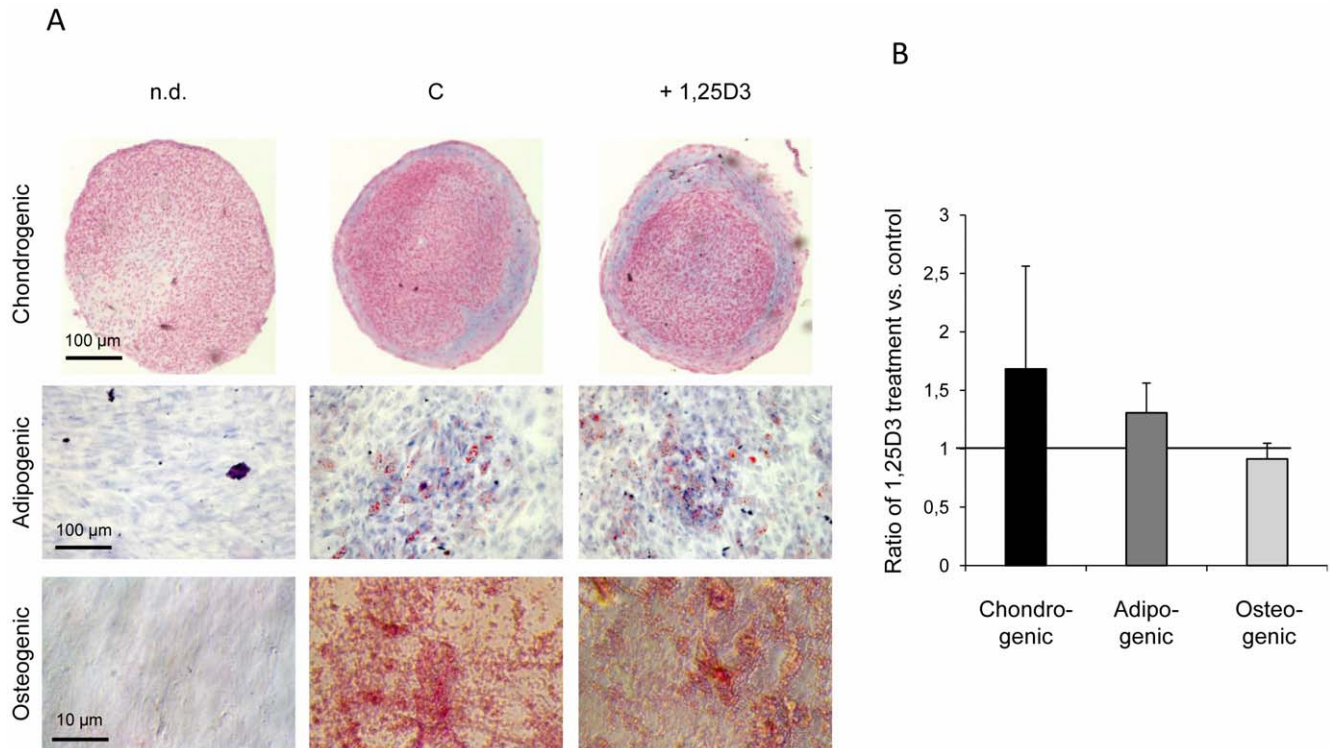 A
n.d.
C
+ 1,25D3
Chondrogenic
100 µm
Adipogenic
100 µm
Osteogenic
10 µm
B
Ratio of 1,25D3 treatment vs. control
3
2,5
2
1,5
1
0,5
0
Chondro-
genic
Adipo-
genic
Osteo-
genic